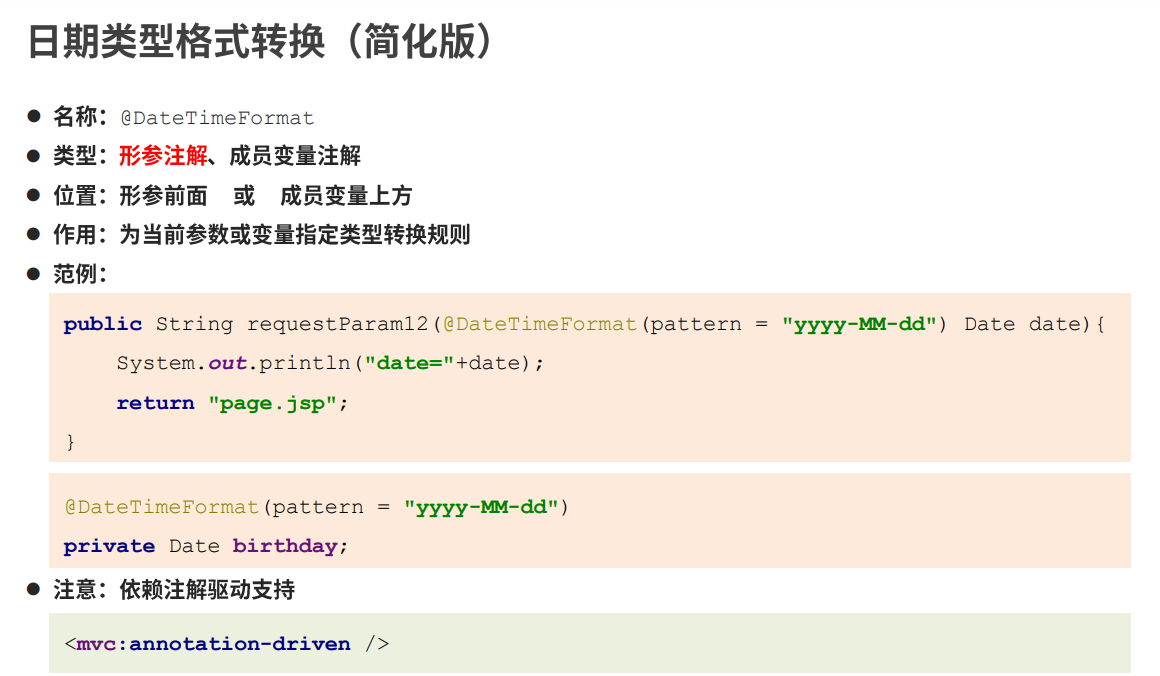 日期类型格式转换（简化版）
● 名称：@DateTimeFormat
● 类型：形参注解、成员变量注解
● 位置：形参前面 或 成员变量上方
● 作用：为当前参数或变量指定类型转换规则
● 范例：
public String requestParam12(@DateTimeFormat(pattern = "yyyy-MM-dd") Date date){
    System.out.println("date="+date);
    return "page.jsp";
}
@DateTimeFormat(pattern = "yyyy-MM-dd")
private Date birthday;
● 注意：依赖注解驱动支持
<mvc:annotation-driven />